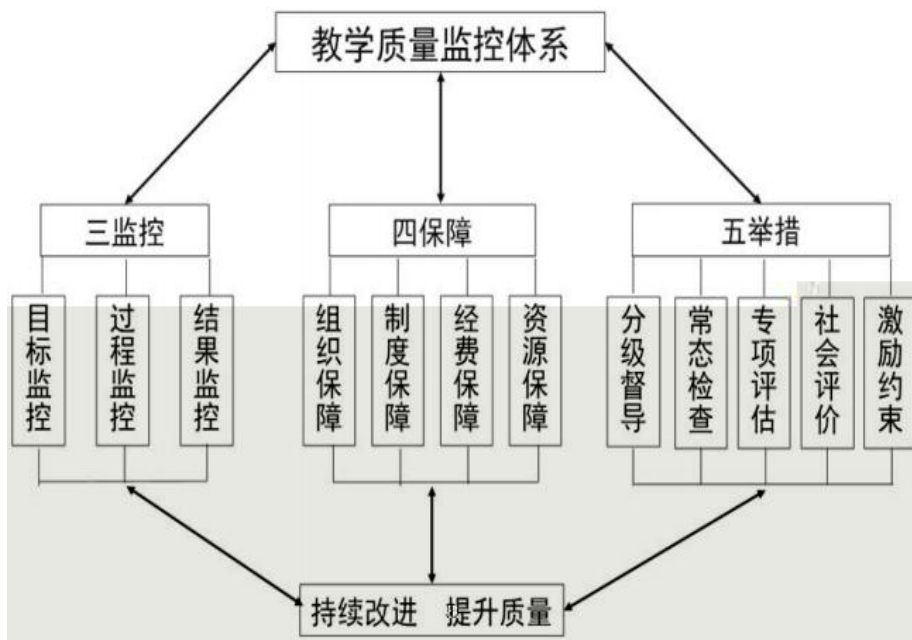 教学质量监控体系
三监控
四保障
五举措
目标监控
过程监控
结果监控
组织保障
制度保障
经费保障
资源保障
分级督导
常态检查
专项评估
社会评价
激励约束
持续改进 提升质量